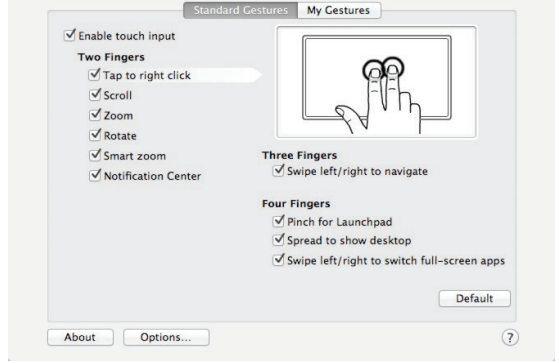 Standard Gestures
My Gestures
Enable touch input
Two Fingers
Tap to right click
Scroll
Zoom
Rotate
Smart zoom
Notification Center
Three Fingers
Swipe left/right to navigate
Four Fingers
Pinch for Launchpad
Spread to show desktop
Swipe left/right to switch full-screen apps
Default
About
Options...
?